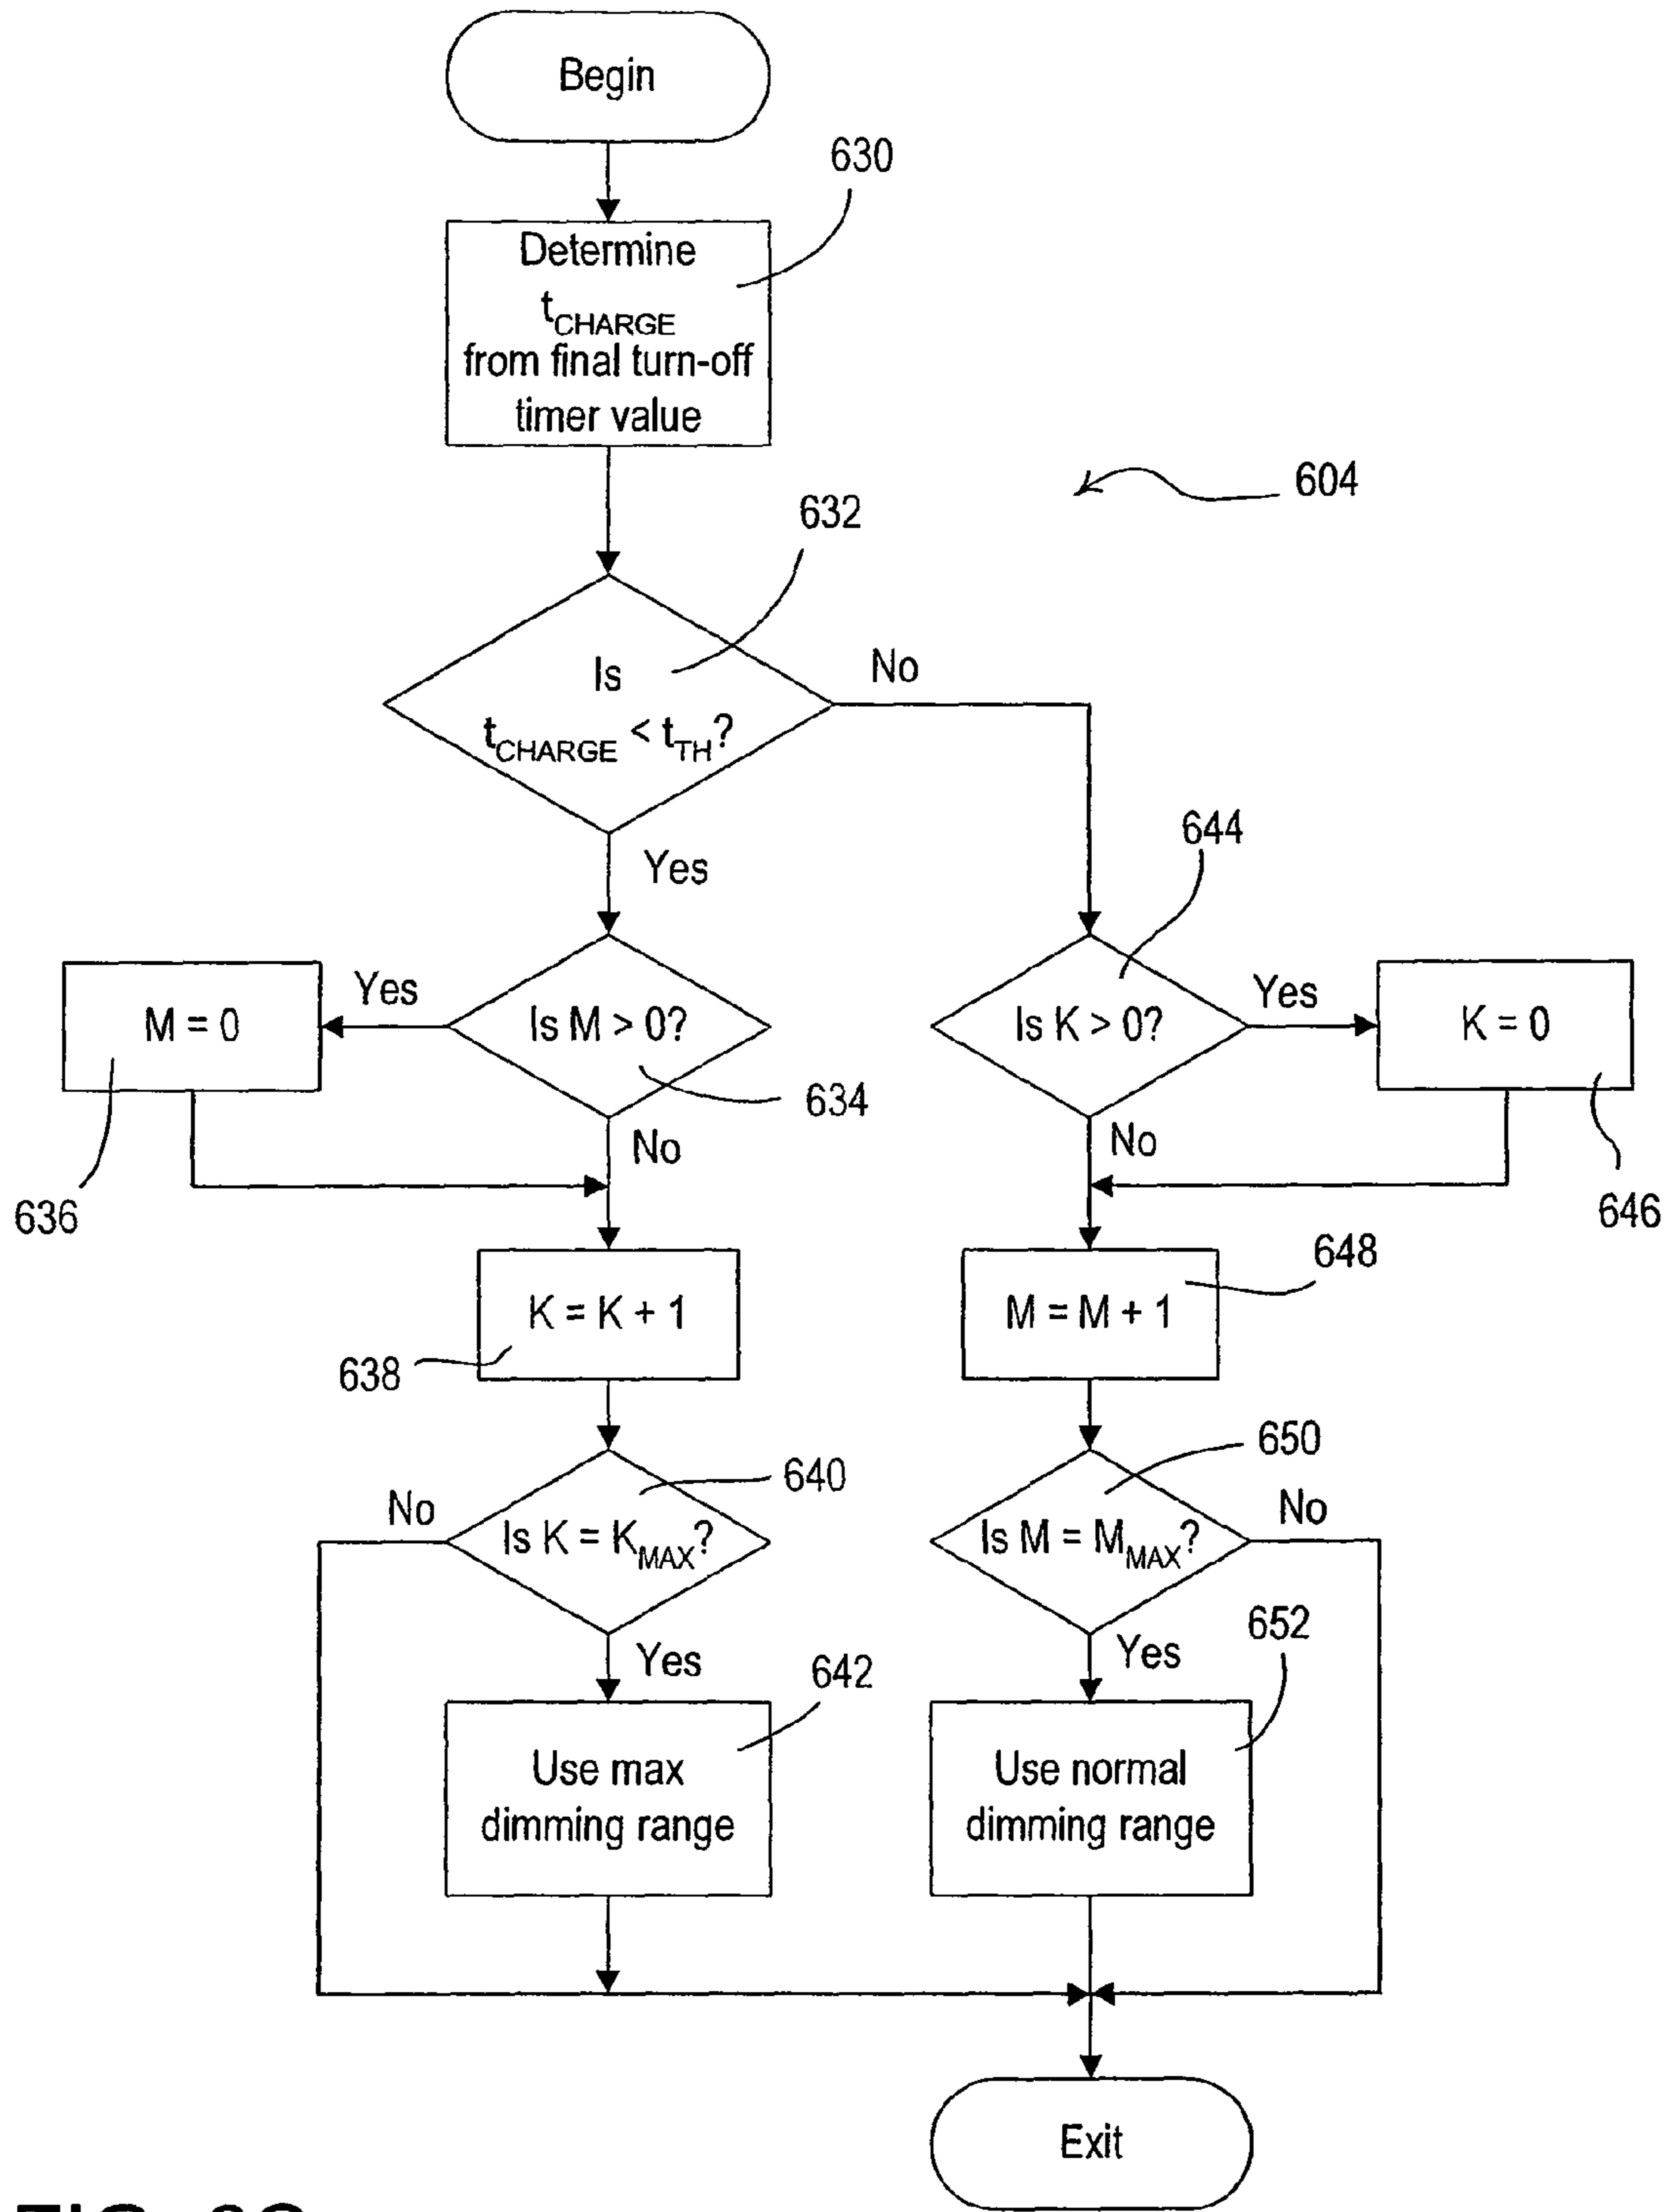 Begin
630
Determine
tCHARGE
from final turn-off
timer value
604
632
Is
tCHARGE < tTH?
No
Yes
644
M = 0
Yes
Is M > 0?
634
No
636
Is K > 0?
Yes
K = 0
646
No
K = K + 1
638
M = M + 1
648
Is K = KMAX?
640
No
Yes
Is M = MMAX?
650
No
Yes
642
Use max
dimming range
652
Use normal
dimming range
Exit